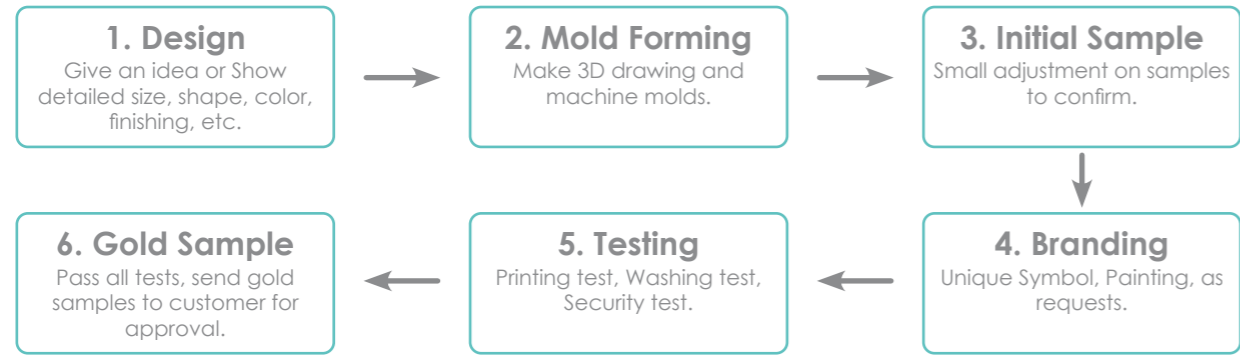 1. Design
Give an idea or Show
detailed size, shape, color,
finishing, etc.
2. Mold Forming
Make 3D drawing and
machine molds.
3. Initial Sample
Small adjustment on samples
to confirm.
4. Branding
Unique Symbol, Painting, as
requests.
5. Testing
Printing test, Washing test,
Security test.
6. Gold Sample
Pass all tests, send gold
samples to customer for
approval.